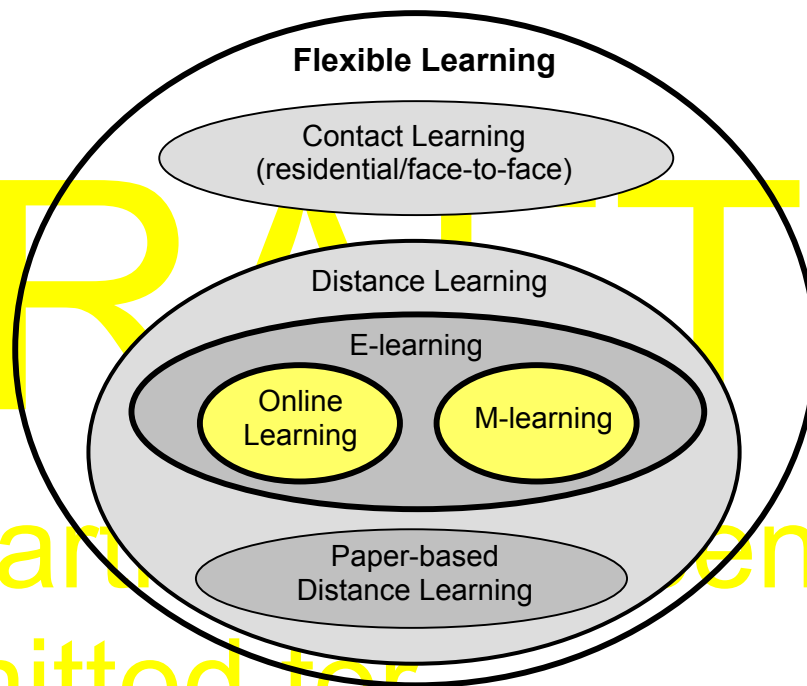 Flexible Learning
Contact Learning
(residential/face-to-face)
Distance Learning
E-learning
Online
Learning
M-learning
Paper-based
Distance Learning